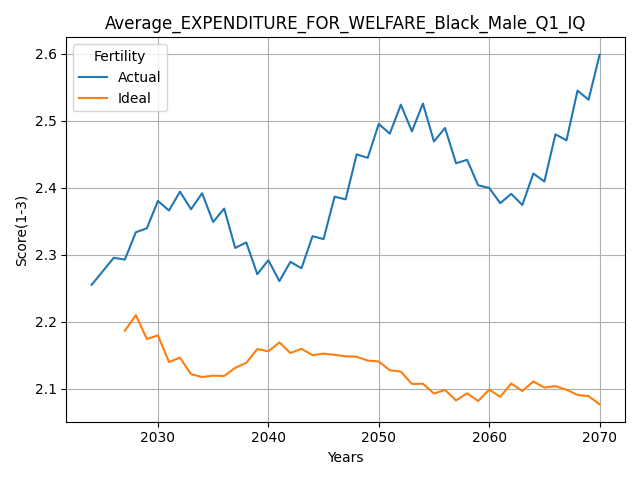 Average_EXPENDITURE_FOR_WELFARE_Black_Male_Q1_IQ
Fertility
Actual
Ideal
2.6
2.5
2.4
2.3
2.2
2.1
Score(1-3)
2030 2040 2050 2060 2070
Years